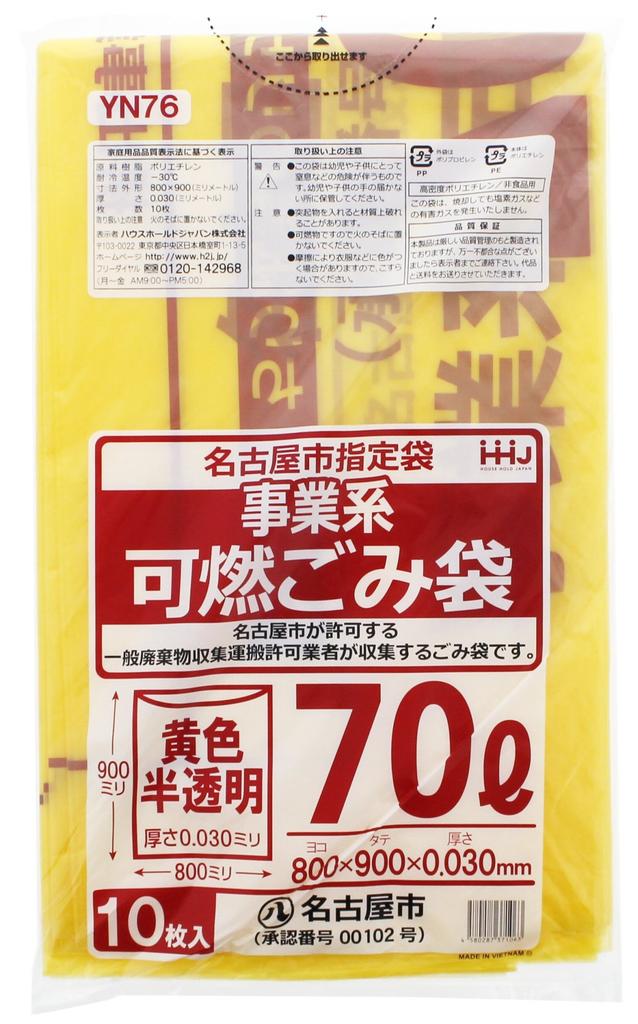 ここから取り出せます
YN76
家庭用品品質表示法に基づく表示
原料樹脂 ポリエチレン
耐冷温度 −30℃
寸法外形 800×900(ミリメートル)
厚さ 0.030(ミリメートル)
枚数 10枚
取り扱い上の注意 火のそばに置かないでください。
表示者 ハウスホールドジャパン株式会社
〒103-0022 東京都中央区日本橋室町1-13-5
ホームページ http://www.h2j.jp/
フリーダイヤル 0120-142968
(月〜金 AM9:00〜PM5:00)
取り扱い上の注意
警告 ●この袋は幼児や子供にとって
窒息などの危険が伴うもので
す。幼児や子供の手の届かな
い所に保管してください。
注意 ●突起物を入れると材質上破れ
ることがあります。
●可燃物ですので火のそばに置
かないでください。
●摩擦により衣服などに色がつ
く場合がありますので、こすら
ないでください。
プラ 外袋は
ポリプロピレン
PP
プラ 本体は
ポリエチレン
PE
高密度ポリエチレン/非食品用
この袋は、焼却しても塩素ガスなど
の有害ガスを発生いたしません。
品質保証
本製品は厳しい品質管理のもと製造され
ておりますが、万一不都合な点がござい
ましたら表示者までご連絡下さい。代品
と送料をお送りさせていただきます。
名古屋市指定袋
HHJ
HOUSE HOLD JAPAN
事業系
可燃ごみ袋
名古屋市が許可する
一般廃棄物収集運搬許可業者が収集するごみ袋です。
900
ミリ
黄色
半透明
厚さ0.030ミリ
800ミリ
70ℓ
ヨコ タテ 厚さ
800×900×0.030mm
10枚入
八 名古屋市
(承認番号 00102 号)
4 580287 371063
MADE IN VIETNAM